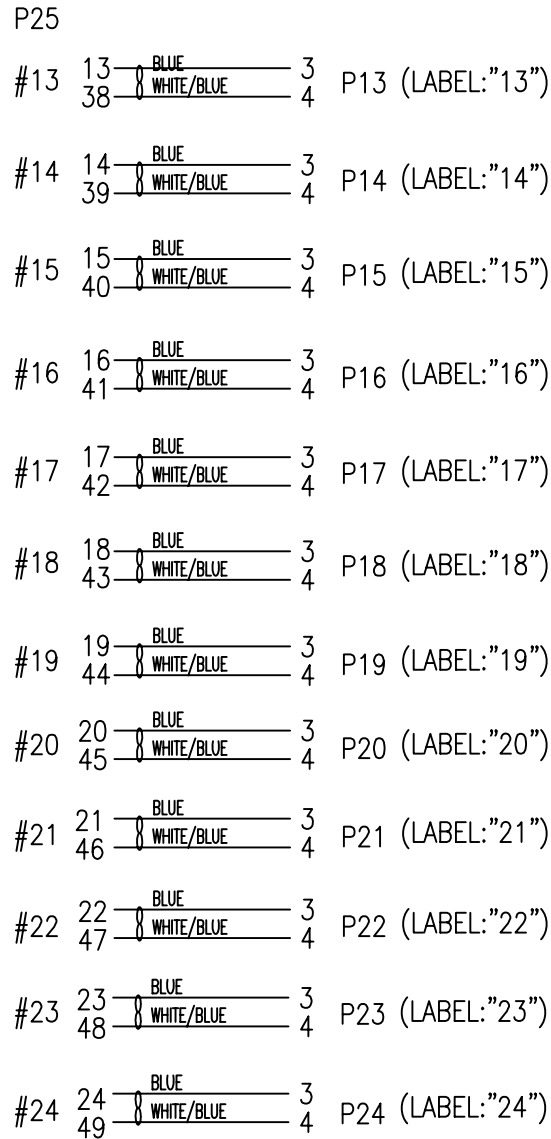 P25
#13 13 BLUE 3 P13 (LABEL:"13")
38 WHITE/BLUE 4
#14 14 BLUE 3 P14 (LABEL:"14")
39 WHITE/BLUE 4
#15 15 BLUE 3 P15 (LABEL:"15")
40 WHITE/BLUE 4
#16 16 BLUE 3 P16 (LABEL:"16")
41 WHITE/BLUE 4
#17 17 BLUE 3 P17 (LABEL:"17")
42 WHITE/BLUE 4
#18 18 BLUE 3 P18 (LABEL:"18")
43 WHITE/BLUE 4
#19 19 BLUE 3 P19 (LABEL:"19")
44 WHITE/BLUE 4
#20 20 BLUE 3 P20 (LABEL:"20")
45 WHITE/BLUE 4
#21 21 BLUE 3 P21 (LABEL:"21")
46 WHITE/BLUE 4
#22 22 BLUE 3 P22 (LABEL:"22")
47 WHITE/BLUE 4
#23 23 BLUE 3 P23 (LABEL:"23")
48 WHITE/BLUE 4
#24 24 BLUE 3 P24 (LABEL:"24")
49 WHITE/BLUE 4